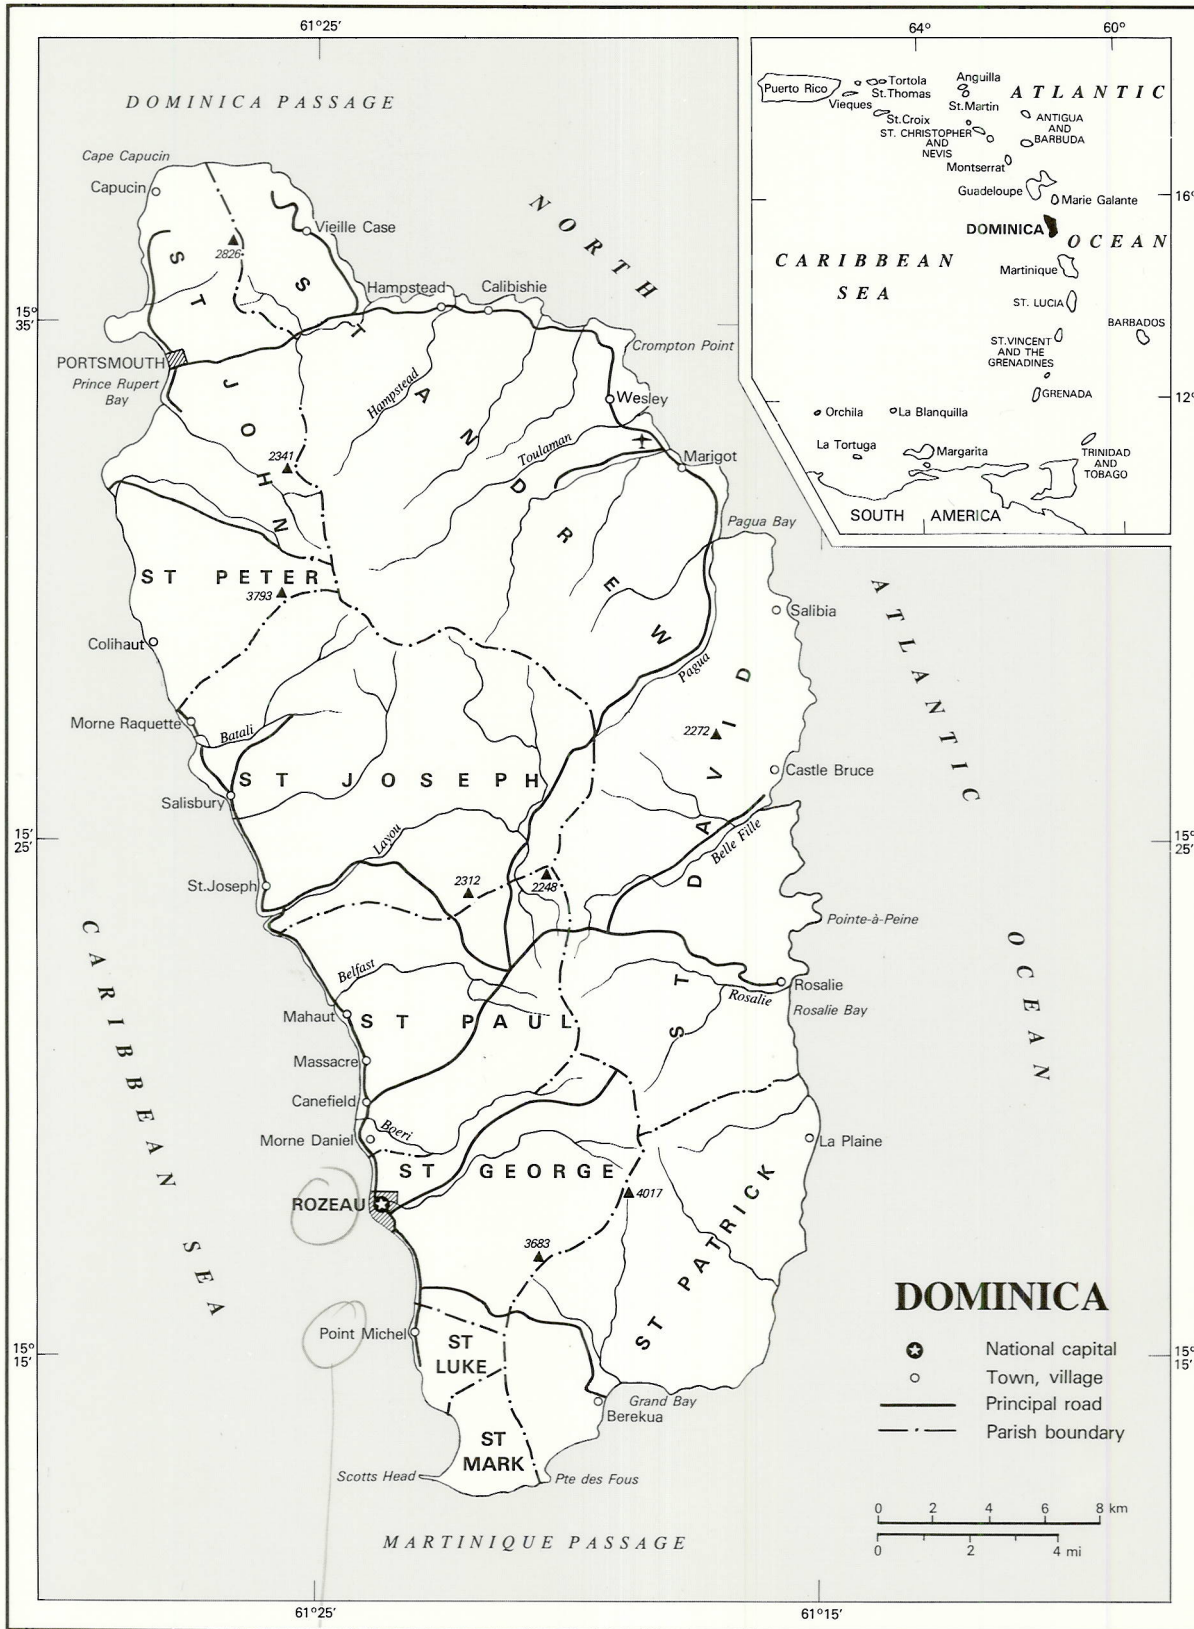 61°25'
64°
60°
DOMINICA PASSAGE
Cape Capucin
Capucin
Vieille Case
2826
NORTH
Hampstead
Calibishie
15°
35'
PORTSMOUTH
Prince Rupert
Bay
Crompton Point
Hampstead
Wesley
Toulaman
Marigot
2341
ST JOHN
ST ANDREW
Pagua Bay
ST PETER
3793
Colihaut
Salibia
ATLANTIC
Pagua
Morne Raquette
Batali
2272
ST JOSEPH
Castle Bruce
Salisbury
Layou
Belle Fille
15°
25'
15°
25'
St.Joseph
2312
2248
ST DAVID
Pointe-à-Peine
CARIBBEAN SEA
OCEAN
Belfast
Rosalie
Rosalie
Rosalie Bay
Mahaut
ST PAUL
Massacre
Canefield
Boeri
Morne Daniel
La Plaine
ST GEORGE
ROZEAU
4017
3683
ST PATRICK
Point Michel
ST
LUKE
15°
15'
15°
15'
Grand Bay
Berekua
ST
MARK
Scotts Head
Pte des Fous
MARTINIQUE PASSAGE
61°25'
61°15'
Puerto Rico
Tortola
St.Thomas
Vieques
St.Croix
Anguilla
St.Martin
ATLANTIC
ST. CHRISTOPHER
AND
NEVIS
ANTIGUA
AND
BARBUDA
Montserrat
Guadeloupe
Marie Galante
16°
DOMINICA
OCEAN
CARIBBEAN
SEA
Martinique
ST. LUCIA
BARBADOS
ST.VINCENT
AND THE
GRENADINES
GRENADA
12°
Orchila
La Blanquilla
La Tortuga
Margarita
TRINIDAD
AND
TOBAGO
SOUTH AMERICA
DOMINICA
National capital
Town, village
Principal road
Parish boundary
0 2 4 6 8 km
0 2 4 mi